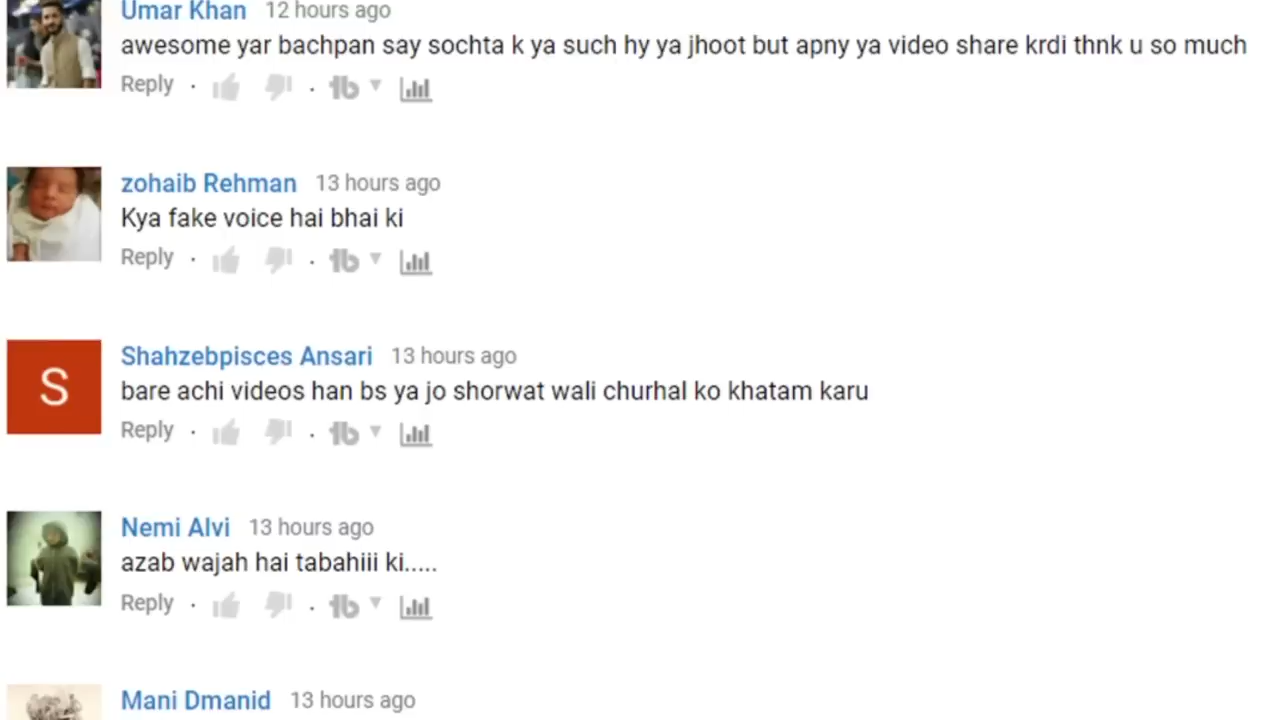 Umar Khan 12 hours ago
awesome yar bachpan say sochta k ya such hy ya jhoot but apny ya video share krdi thnk u so much
Reply
zohaib Rehman 13 hours ago
Kya fake voice hai bhai ki
Reply
S
Shahzebpisces Ansari 13 hours ago
bare achi videos han bs ya jo shorwat wali churhal ko khatam karu
Reply
Nemi Alvi 13 hours ago
azab wajah hai tabahiii ki.....
Reply
Mani Dmanid 13 hours ago